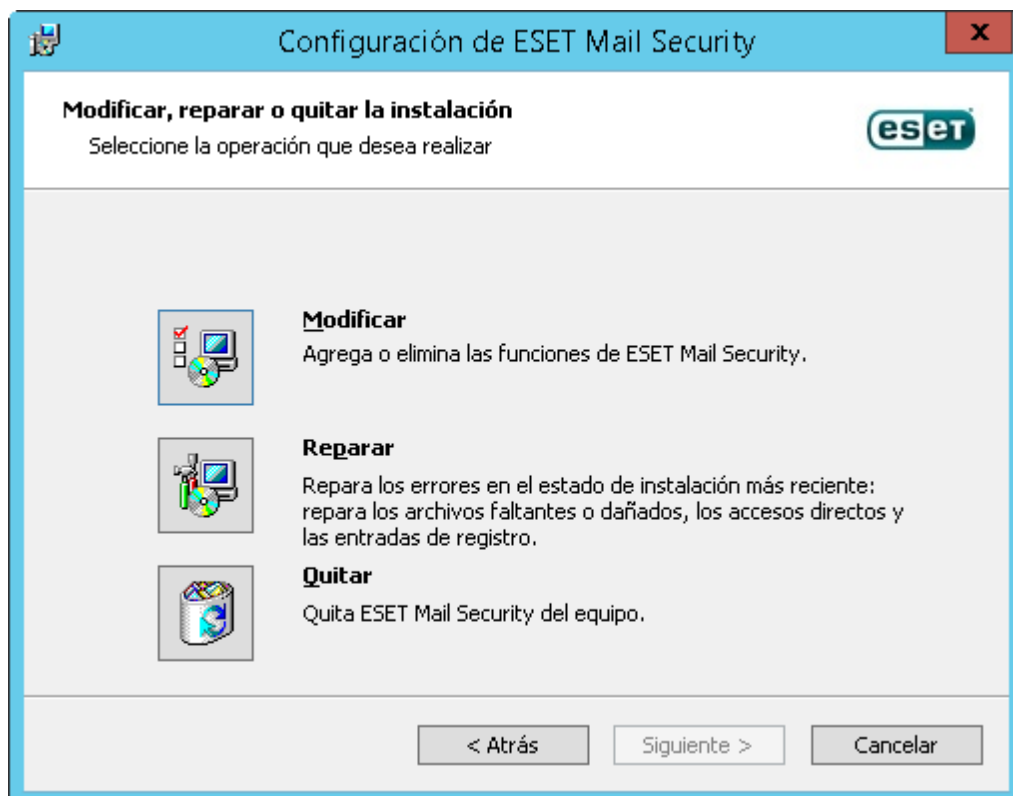 Configuración de ESET Mail Security
x
Modificar, reparar o quitar la instalación
Seleccione la operación que desea realizar
eseT
Modificar
Agrega o elimina las funciones de ESET Mail Security.
Reparar
Repara los errores en el estado de instalación más reciente:
repara los archivos faltantes o dañados, los accesos directos y
las entradas de registro.
Quitar
Quita ESET Mail Security del equipo.
< Atrás
Siguiente >
Cancelar